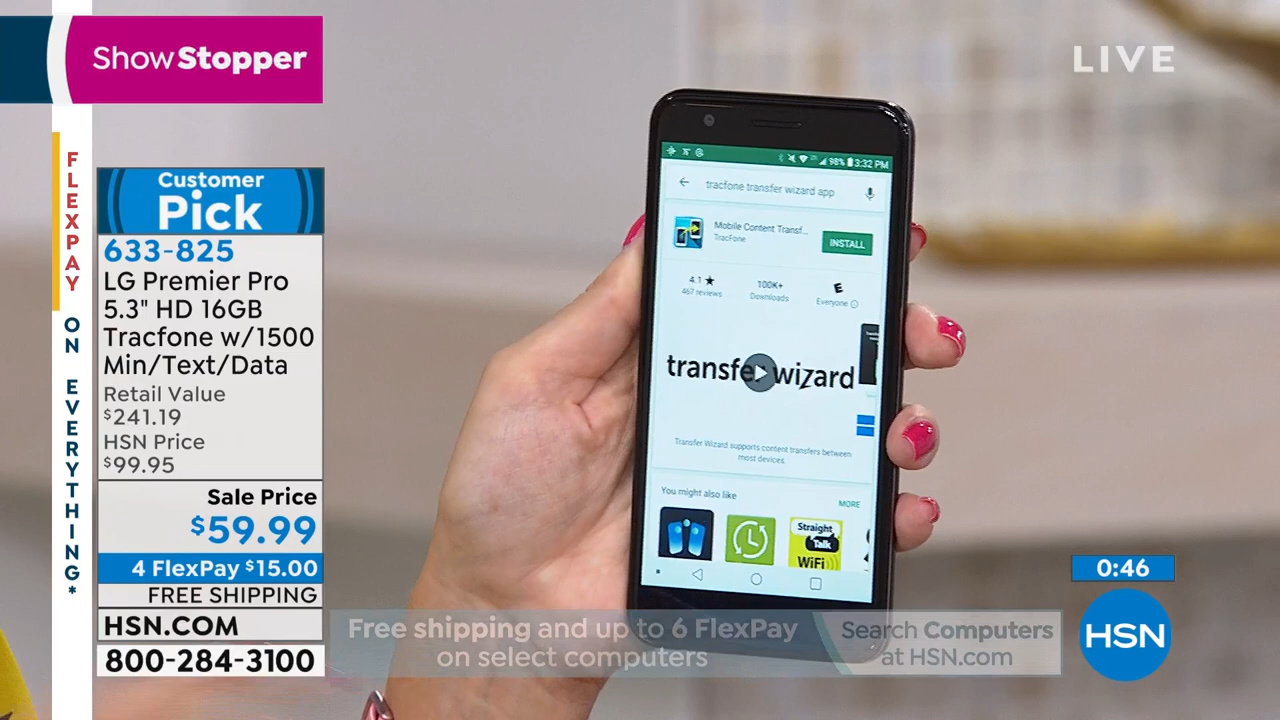 Show Stopper
LIVE
FLEXPAY ON EVERYTHING*
Customer
Pick
633-825
LG Premier Pro
5.3" HD 16GB
Tracfone w/1500
Min/Text/Data
Retail Value
$241.19
HSN Price
$99.95
Sale Price
$59.99
4 FlexPay $15.00
FREE SHIPPING
HSN.COM
800-284-3100
98% 3:32 PM
tracfone transfer wizard app
Mobile Content Transf...
TracFone
INSTALL
4.1 ★
467 reviews
100K+
Downloads
E
Everyone
transfer wizard
Transfer Wizard supports content transfers between
most devices.
You might also like
MORE
Straight
Talk
WiFi
Free shipping and up to 6 FlexPay
on select computers
Search Computers
at HSN.com
0:46
HSN